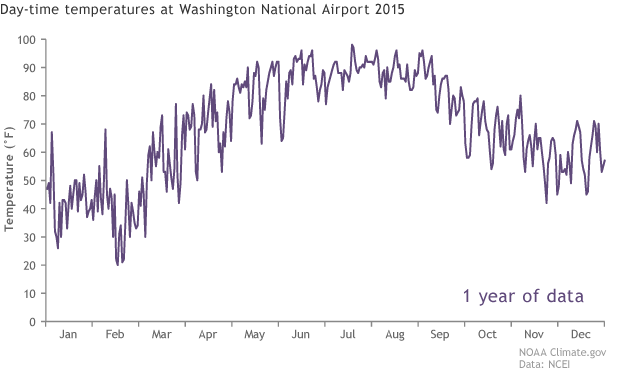 Day-time temperatures at Washington National Airport 2015
100
90
80
70
60
50
40
30
20
10
0
Temperature (°F)
Jan Feb Mar Apr May Jun Jul Aug Sep Oct Nov Dec
1 year of data
NOAA Climate.gov
Data: NCEI